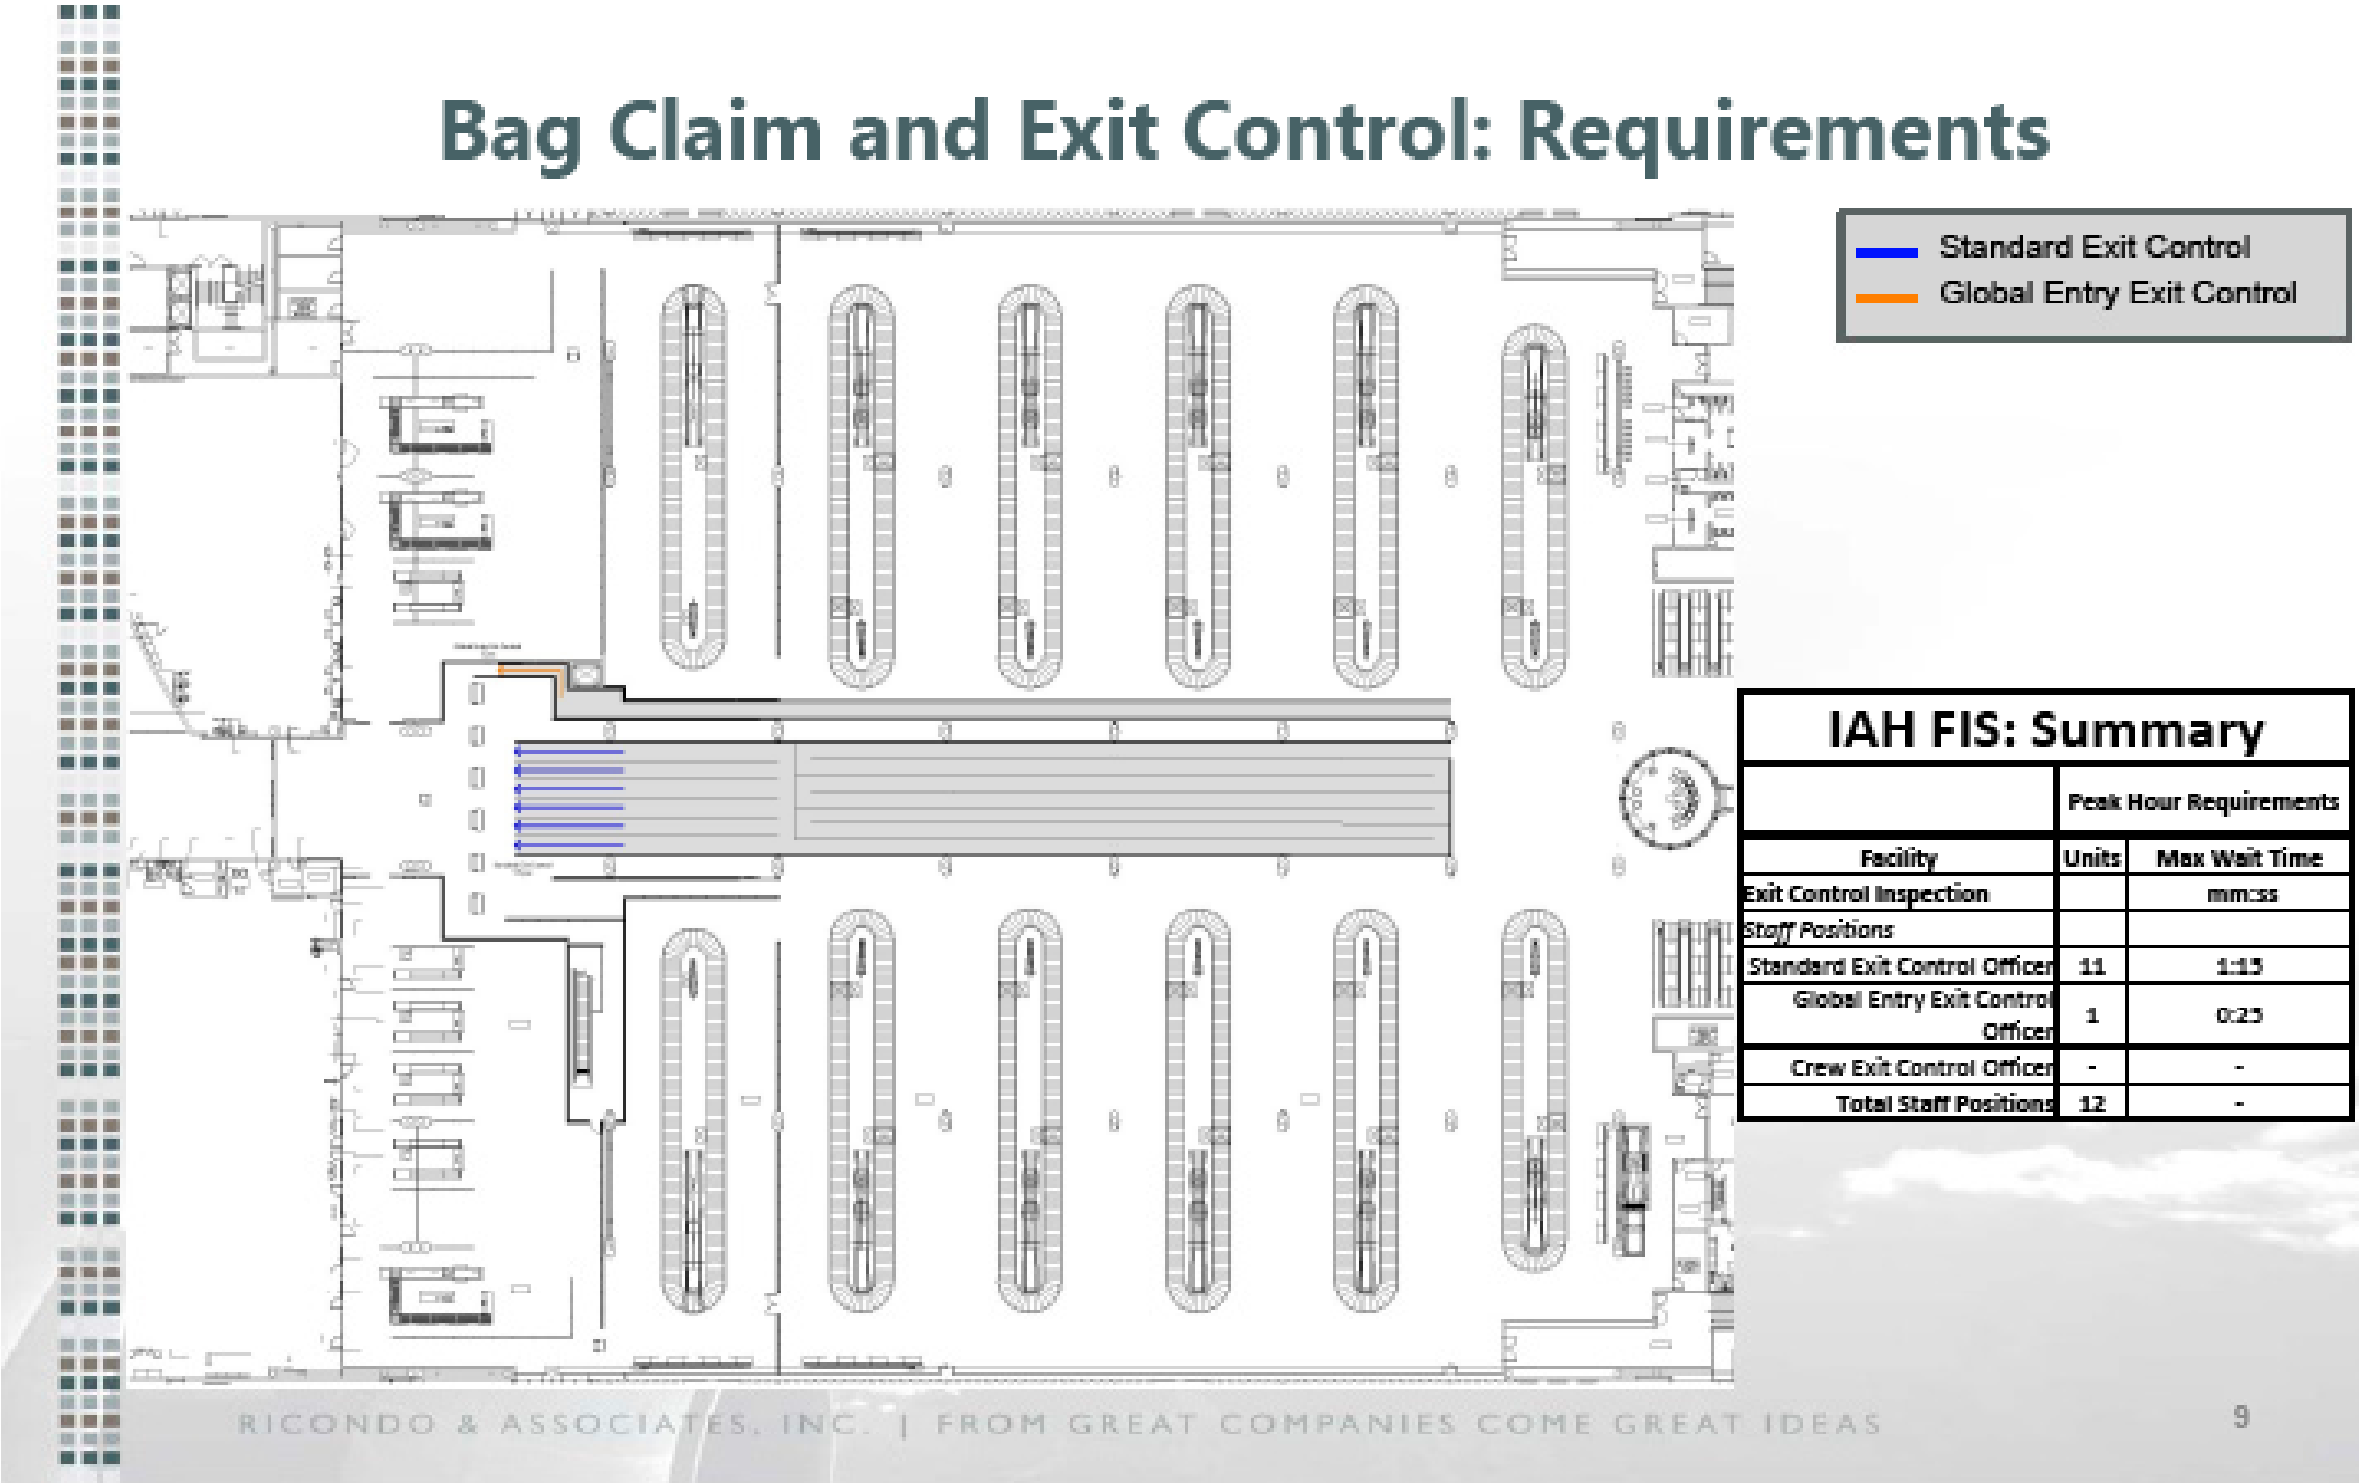 Bag Claim and Exit Control: Requirements
Standard Exit Control
Global Entry Exit Control
IAH FIS: Summary
Peak Hour Requirements
Facility Units Max Wait Time
Exit Control Inspection mm:ss
Staff Positions
Standard Exit Control Officer 11 1:15
Global Entry Exit Control
Officer 1 0:25
Crew Exit Control Officer - -
Total Staff Positions 12 -
RICONDO & ASSOCIATES, INC. | FROM GREAT COMPANIES COME GREAT IDEAS
9